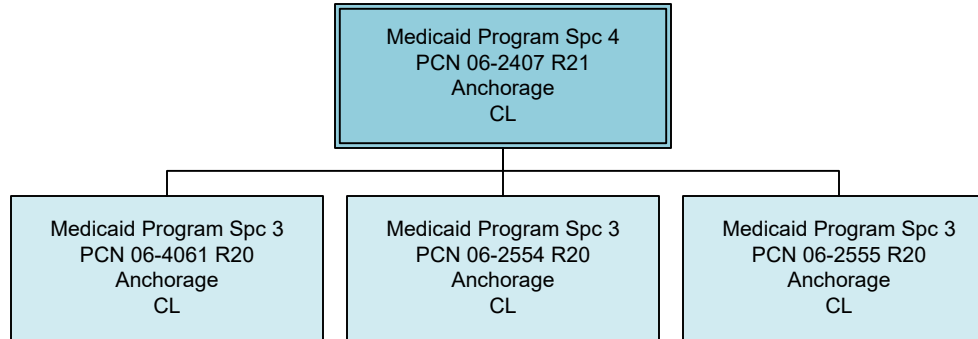 Medicaid Program Spc 4
PCN 06-2407 R21
Anchorage
CL
Medicaid Program Spc 3
PCN 06-4061 R20
Anchorage
CL
Medicaid Program Spc 3
PCN 06-2554 R20
Anchorage
CL
Medicaid Program Spc 3
PCN 06-2555 R20
Anchorage
CL